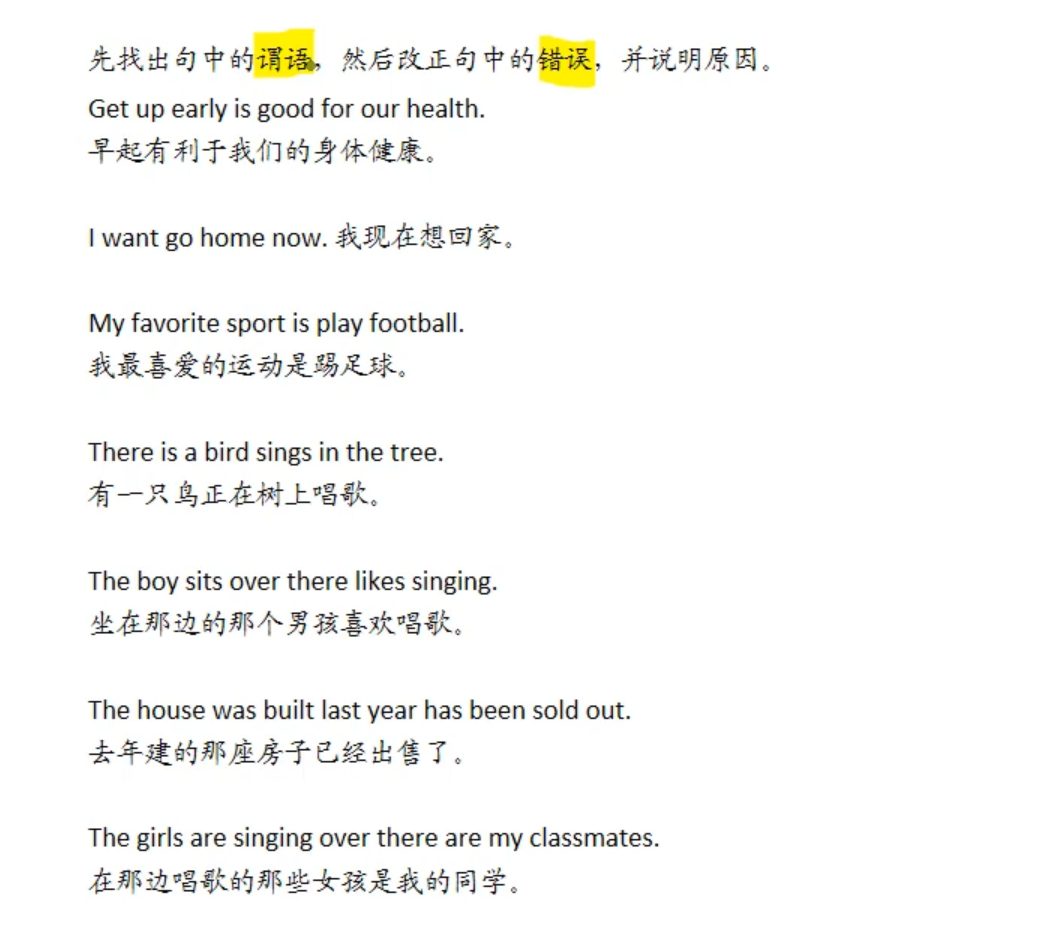 先找出句中的谓语，然后改正句中的错误，并说明原因。
Get up early is good for our health.
早起有利于我们的身体健康。
I want go home now. 我现在想回家。
My favorite sport is play football.
我最喜爱的运动是踢足球。
There is a bird sings in the tree.
有一只鸟正在树上唱歌。
The boy sits over there likes singing.
坐在那边的那个男孩喜欢唱歌。
The house was built last year has been sold out.
去年建的那座房子已经出售了。
The girls are singing over there are my classmates.
在那边唱歌的那些女孩是我的同学。